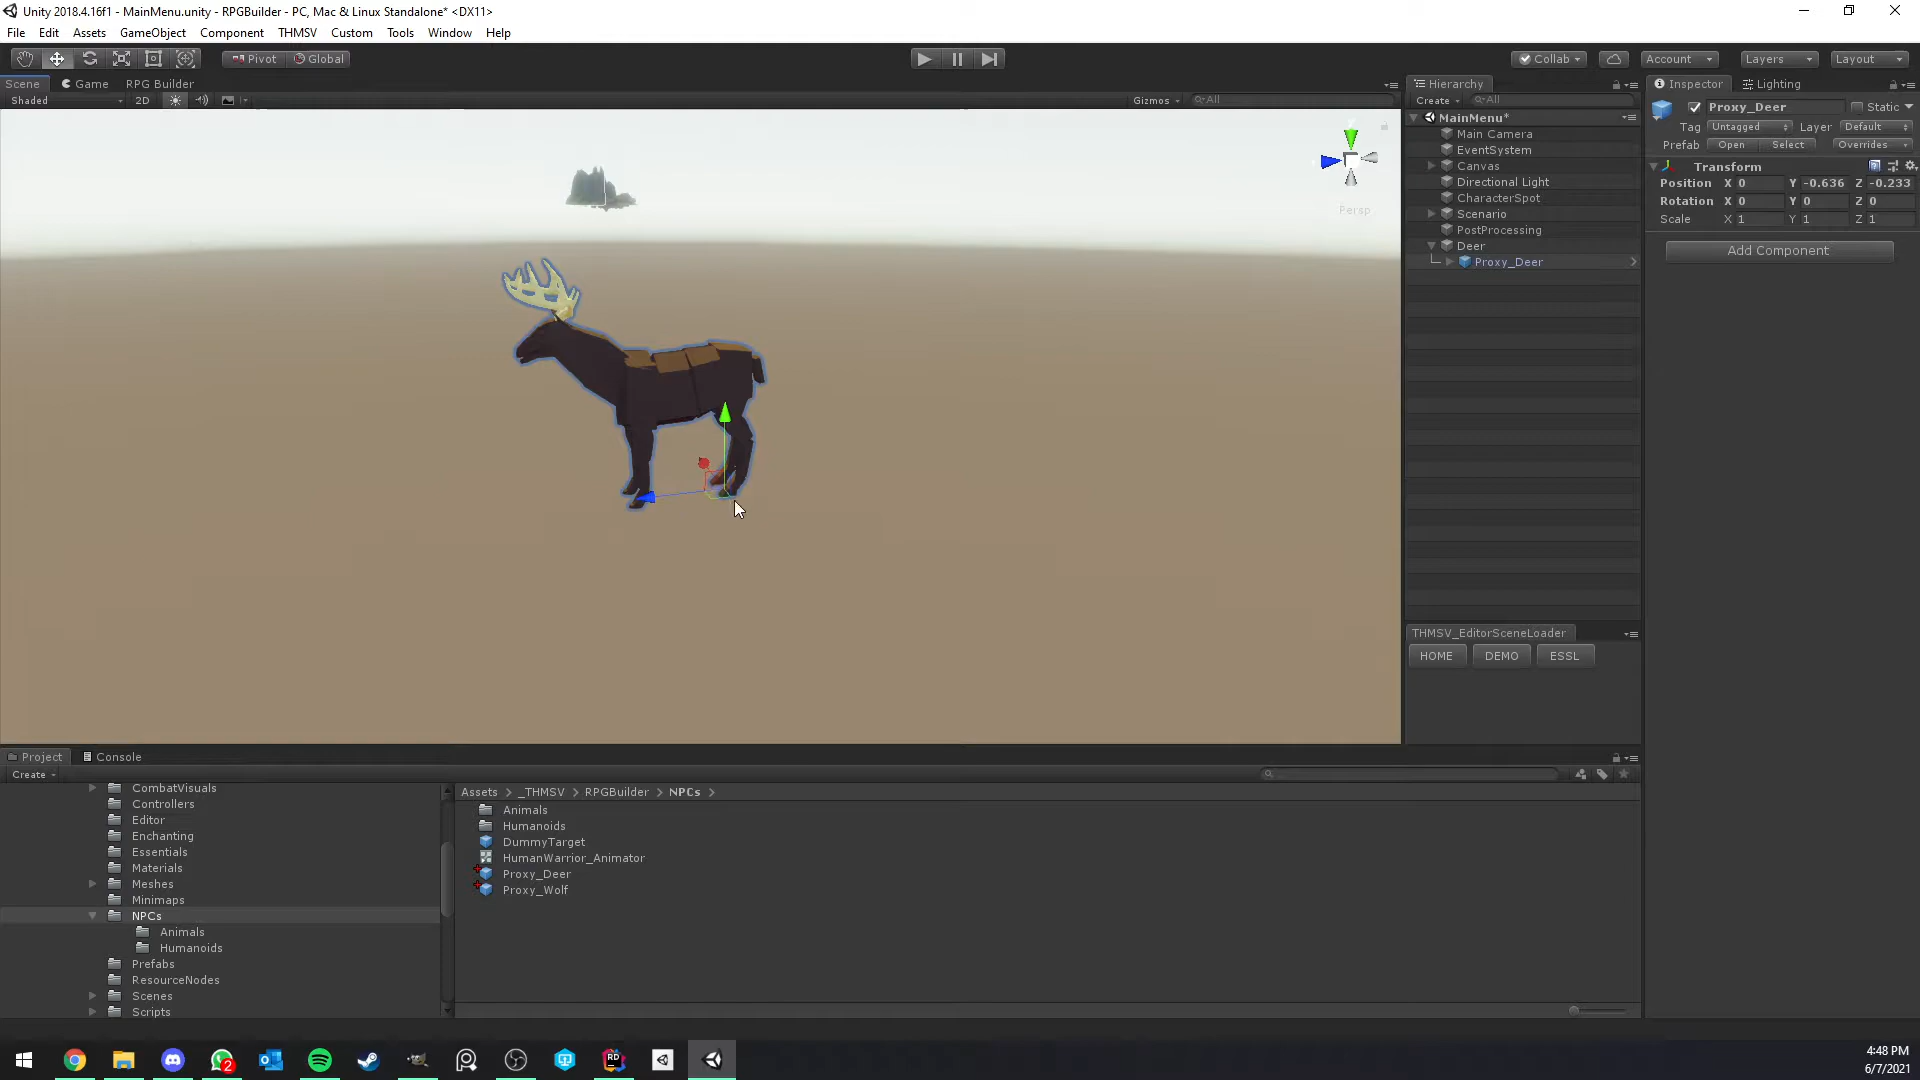 Unity 2018.4.16f1 - MainMenu.unity - RPGBuilder - PC, Mac & Linux Standalone* <DX11>
File Edit Assets GameObject Component THMSV Custom Tools Window Help
Pivot Global Collab Account Layers Layout
Scene Game RPG Builder
Shaded 2D Gizmos All
Persp
Hierarchy
Create All
MainMenu*
Main Camera
EventSystem
Canvas
Directional Light
CharacterSpot
Scenario
PostProcessing
Deer
Proxy_Deer
THMSV_EditorSceneLoader
HOME DEMO ESSL
Inspector Lighting
Proxy_Deer Static
Tag Untagged Layer Default
Prefab Open Select Overrides
Transform
Position X 0 Y -0.636 Z -0.233
Rotation X 0 Y 0 Z 0
Scale X 1 Y 1 Z 1
Add Component
Project Console
Create
CombatVisuals
Controllers
Editor
Enchanting
Essentials
Materials
Meshes
Minimaps
NPCs
Animals
Humanoids
Prefabs
ResourceNodes
Scenes
Scripts
Assets > _THMSV > RPGBuilder > NPCs >
Animals
Humanoids
DummyTarget
HumanWarrior_Animator
Proxy_Deer
Proxy_Wolf
2
RD
4:48 PM
6/7/2021